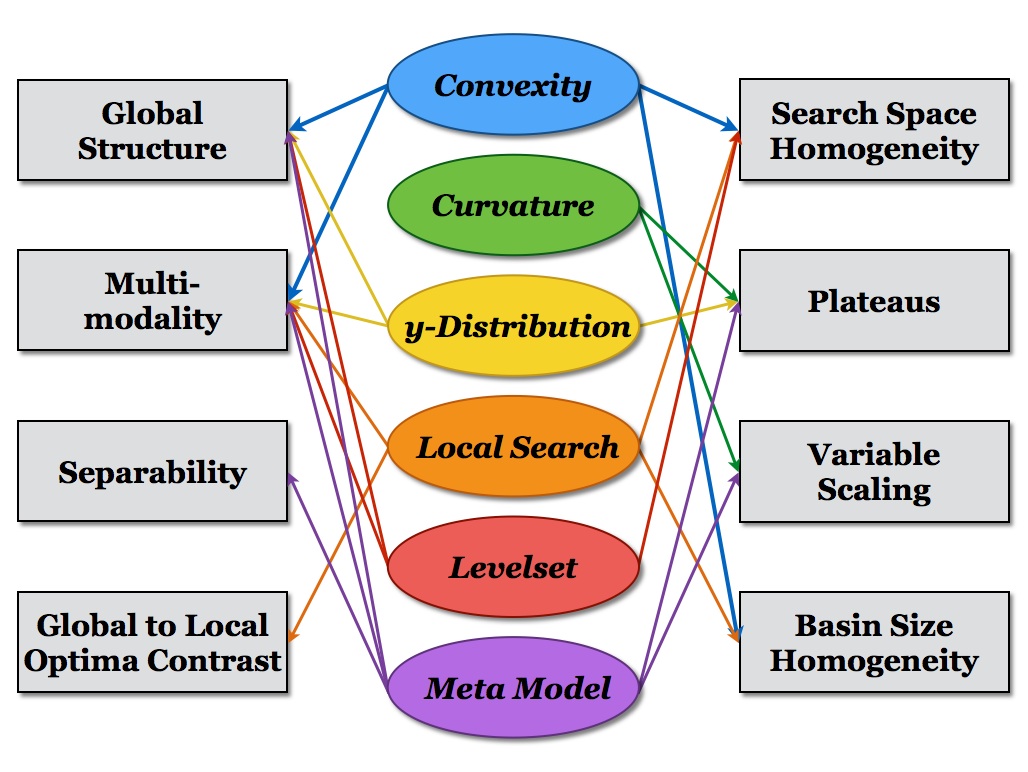 Global
Structure
Multi-
modality
Separability
Global to Local
Optima Contrast
Convexity
Curvature
y-Distribution
Local Search
Levelset
Meta Model
Search Space
Homogeneity
Plateaus
Variable
Scaling
Basin Size
Homogeneity